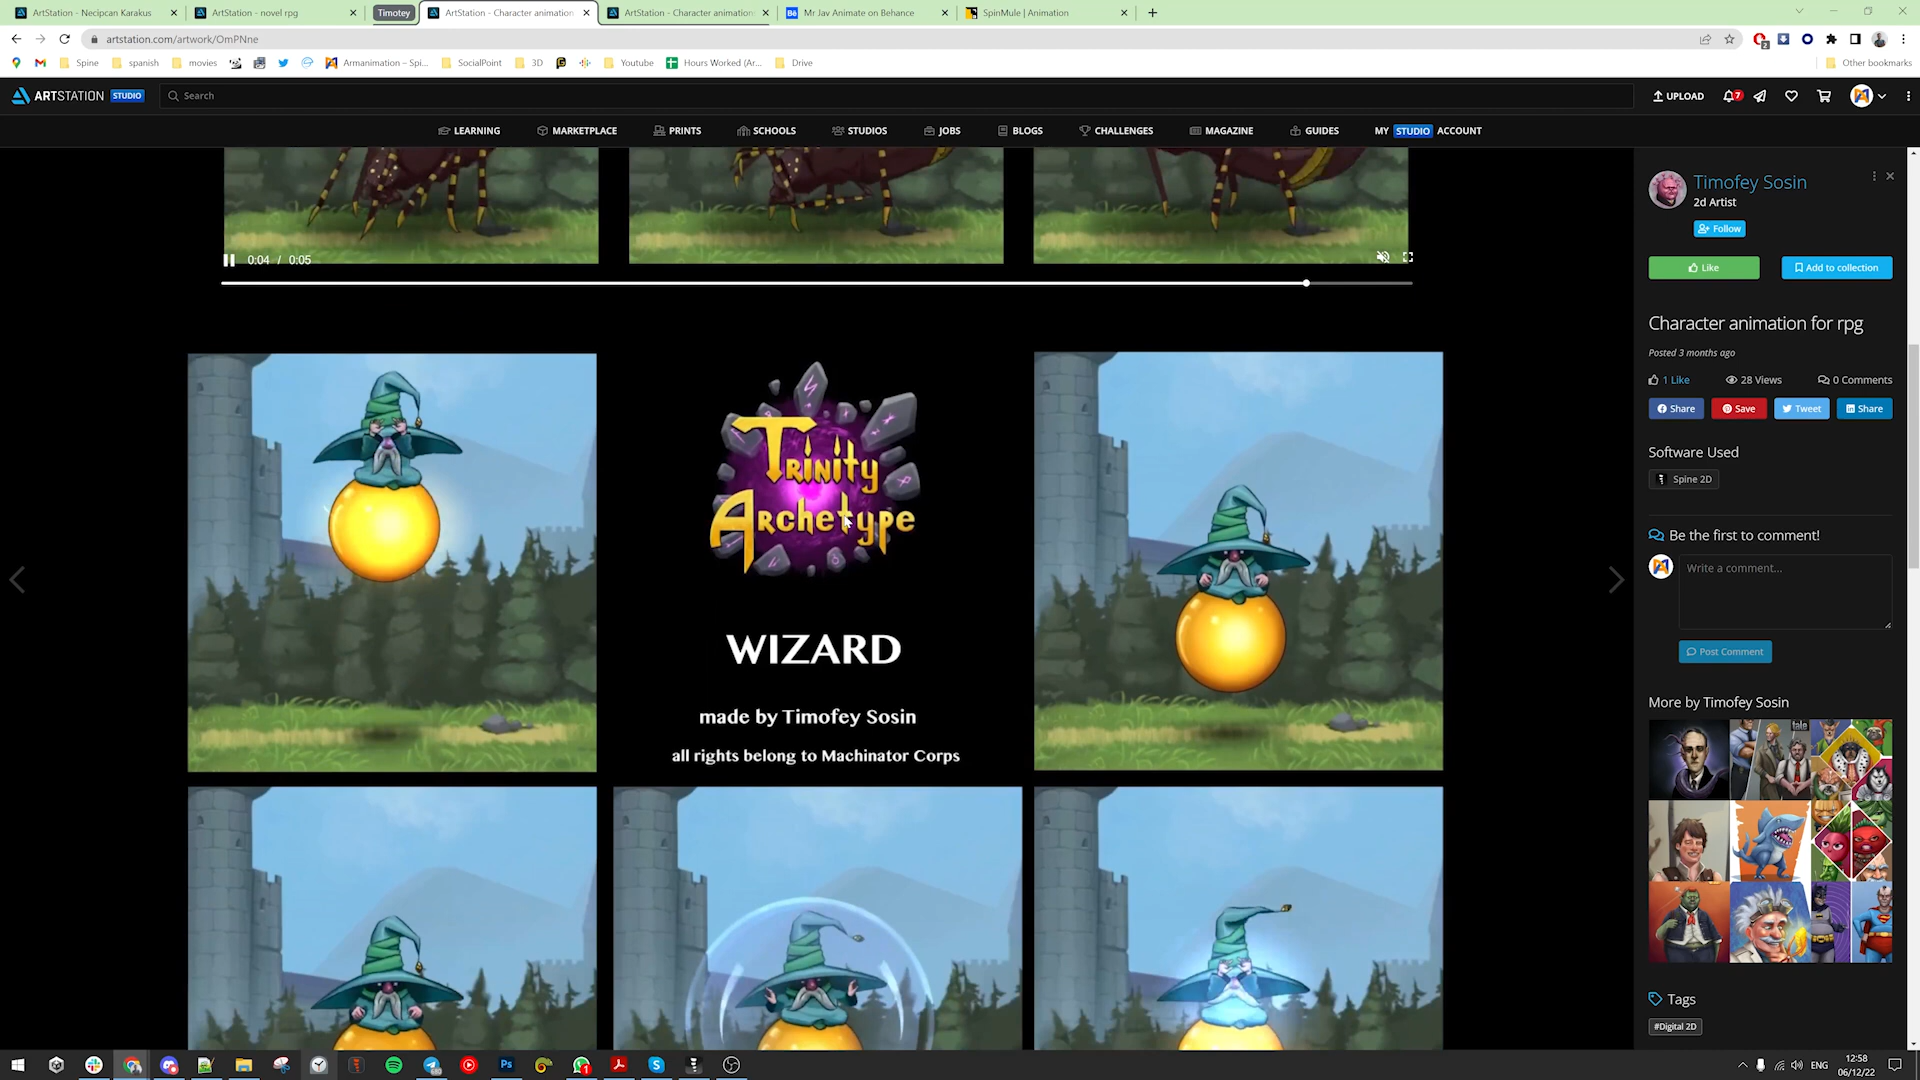 ArtStation - Necipcan Karakus
ArtStation - novel rpg
Timotey
ArtStation - Character animation
ArtStation - Character animation
Mr Jav Animate on Behance
SpinMule | Animation
artstation.com/artwork/OmPNne
Spine
spanish
movies
Armanimation – Spi...
SocialPoint
3D
Youtube
Hours Worked (Ar...
Drive
Other bookmarks
ARTSTATION STUDIO
Search
UPLOAD
7
LEARNING
MARKETPLACE
PRINTS
SCHOOLS
STUDIOS
JOBS
BLOGS
CHALLENGES
MAGAZINE
GUIDES
MY STUDIO ACCOUNT
0:04 / 0:05
TRINITY
ARCHETYPE
WIZARD
made by Timofey Sosin
all rights belong to Machinator Corps
Timofey Sosin
2d Artist
Follow
Like
Add to collection
Character animation for rpg
Posted 3 months ago
1 Like
28 Views
0 Comments
Share
Save
Tweet
Share
Software Used
Spine 2D
Be the first to comment!
Write a comment...
Post Comment
More by Timofey Sosin
Tags
#Digital 2D
ENG
12:58
06/12/22